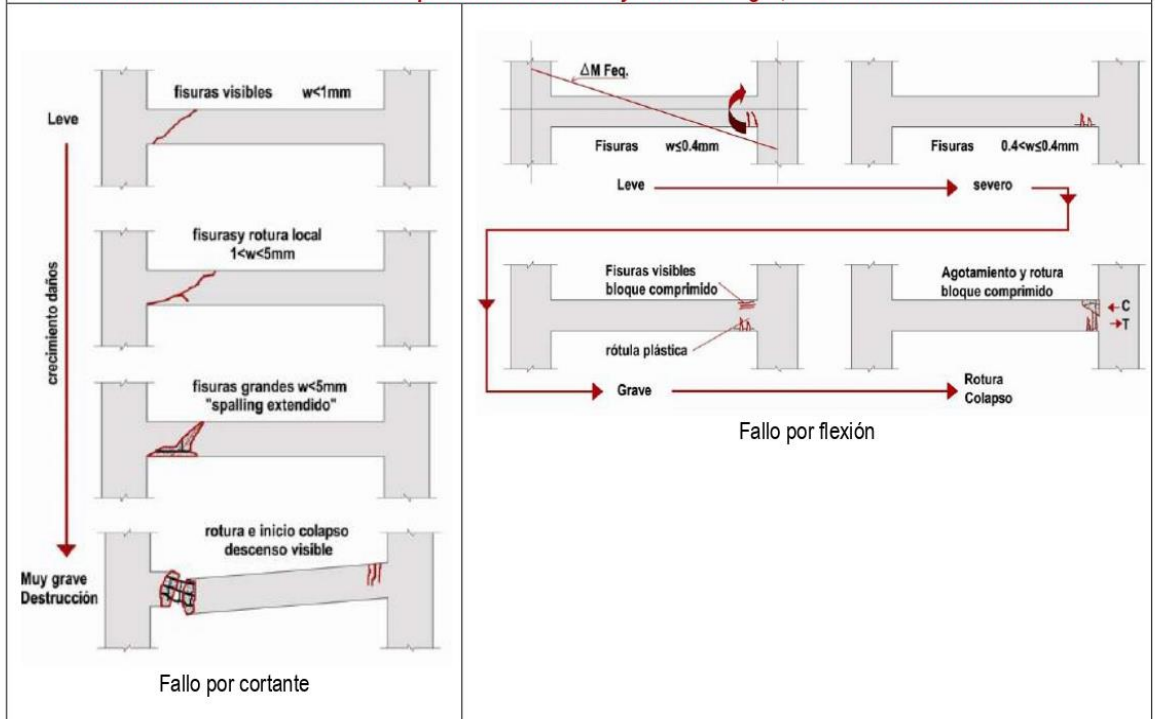 fisuras visibles w<1mm
Leve
fisurasy rotura local
1<w<5mm
crecimiento daños
fisuras grandes w<5mm
"spalling extendido"
rotura e inicio colapso
descenso visible
Muy grave
Destrucción
Fallo por cortante
ΔM Feq.
Fisuras w≤0.4mm
Fisuras 0.4<w≤0.4mm
Leve
severo
Fisuras visibles
bloque comprimido
rótula plástica
Agotamiento y rotura
bloque comprimido
C
T
Grave
Rotura
Colapso
Fallo por flexión